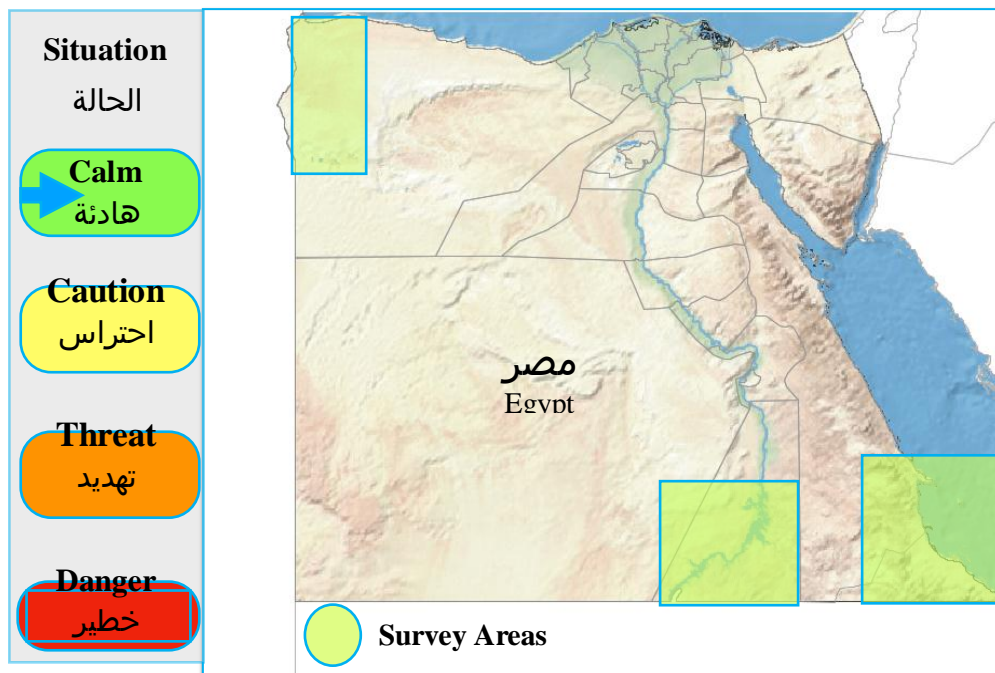 Situation
الحالة
Calm
هادئة
Caution
احتراس
Threat
تهديد
Danger
خطير
مصر
Egypt
Survey Areas